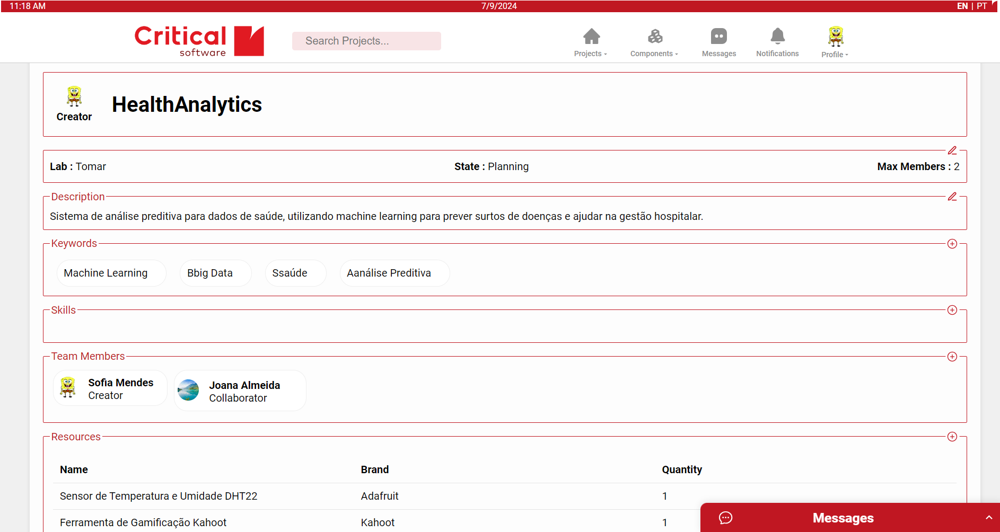 11:18 AM 7/9/2024 EN | PT
Critical
software
Search Projects...
Projects Components Messages Notifications Profile
HealthAnalytics
Creator
Lab : Tomar State : Planning Max Members : 2
Description
Sistema de análise preditiva para dados de saúde, utilizando machine learning para prever surtos de doenças e ajudar na gestão hospitalar.
Keywords
Machine Learning Bbig Data Ssaúde Aanálise Preditiva
Skills
Team Members
Sofia Mendes
Creator
Joana Almeida
Collaborator
Resources
Name Brand Quantity
Sensor de Temperatura e Umidade DHT22 Adafruit 1
Ferramenta de Gamificação Kahoot Kahoot 1
Messages